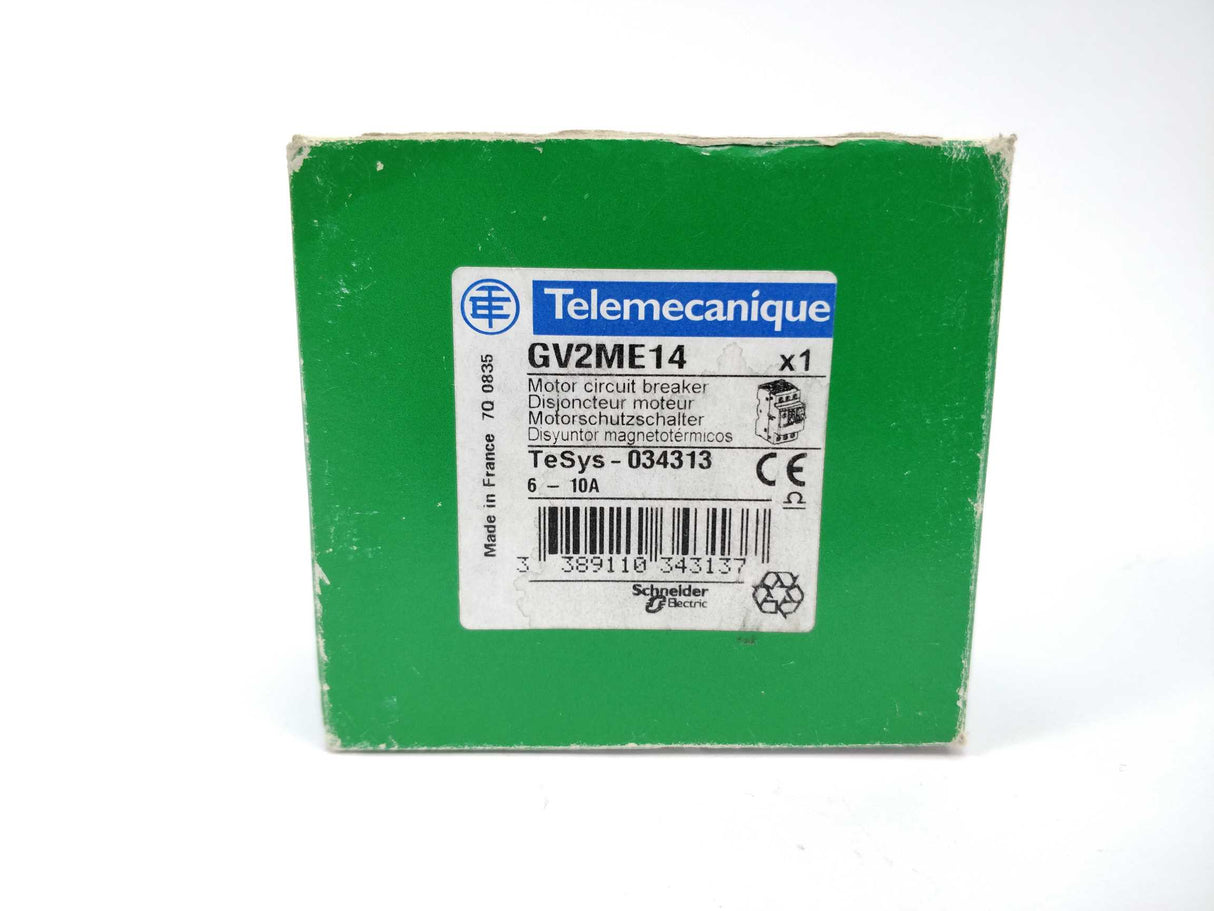 Telemecanique
GV2ME14 x1
Motor circuit breaker
Disjoncteur moteur
Motorschutzschalter
Disyuntor magnetotérmicos
TeSys - 034313
6 - 10A
CE
Ω
3 389110 343137
Schneider
Electric
Made in France 7Q 0835